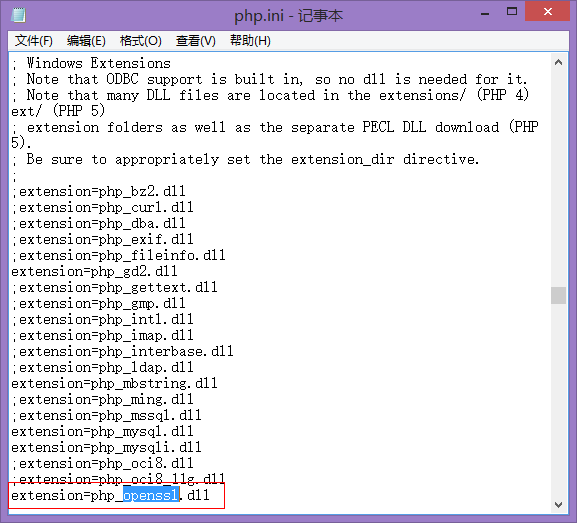 php.ini - 记事本
文件(F) 编辑(E) 格式(O) 查看(V) 帮助(H)
; Windows Extensions
; Note that ODBC support is built in, so no dll is needed for it.
; Note that many DLL files are located in the extensions/ (PHP 4)
ext/ (PHP 5)
; extension folders as well as the separate PECL DLL download (PHP
5).
; Be sure to appropriately set the extension_dir directive.
;
;extension=php_bz2.dll
;extension=php_curl.dll
;extension=php_dba.dll
;extension=php_exif.dll
;extension=php_fileinfo.dll
extension=php_gd2.dll
;extension=php_gettext.dll
;extension=php_gmp.dll
;extension=php_intl.dll
;extension=php_imap.dll
;extension=php_interbase.dll
;extension=php_ldap.dll
extension=php_mbstring.dll
;extension=php_ming.dll
;extension=php_mssql.dll
extension=php_mysql.dll
extension=php_mysqli.dll
;extension=php_oci8.dll
;extension=php_oci8_11g.dll
extension=php_openssl.dll